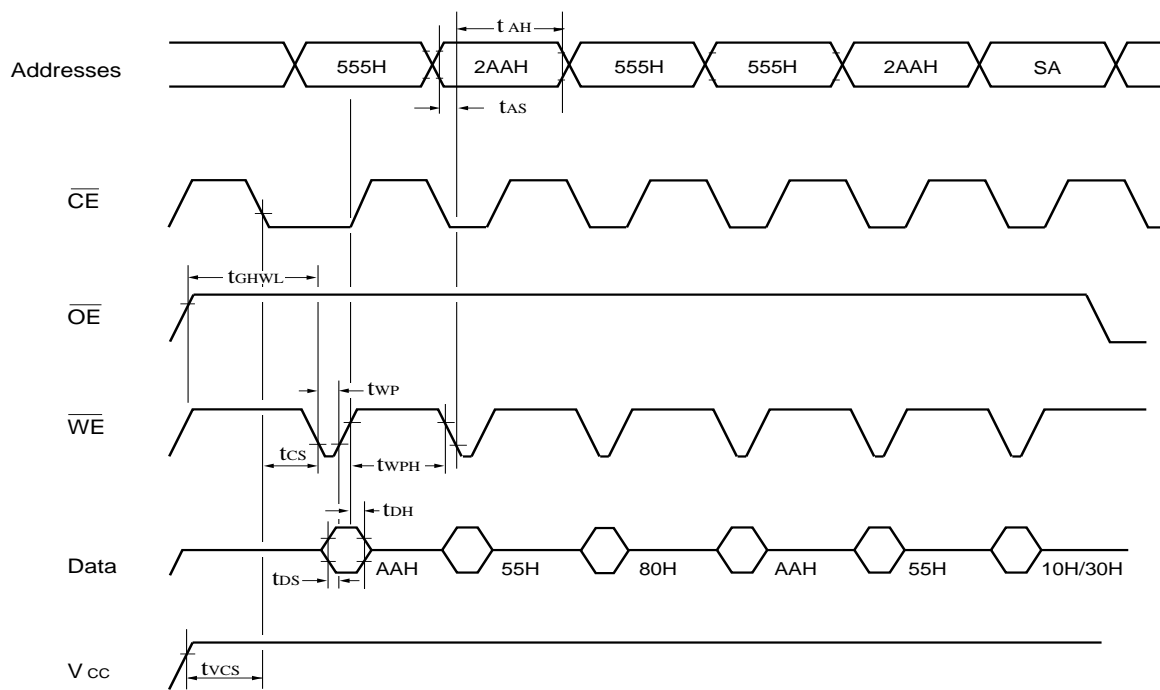 t AH
Addresses 555H 2AAH 555H 555H 2AAH SA
tAS
CE
tGHWL
OE
tWP
WE
tCS tWPH
tDH
Data AAH 55H 80H AAH 55H 10H/30H
tDS
V CC tVCS